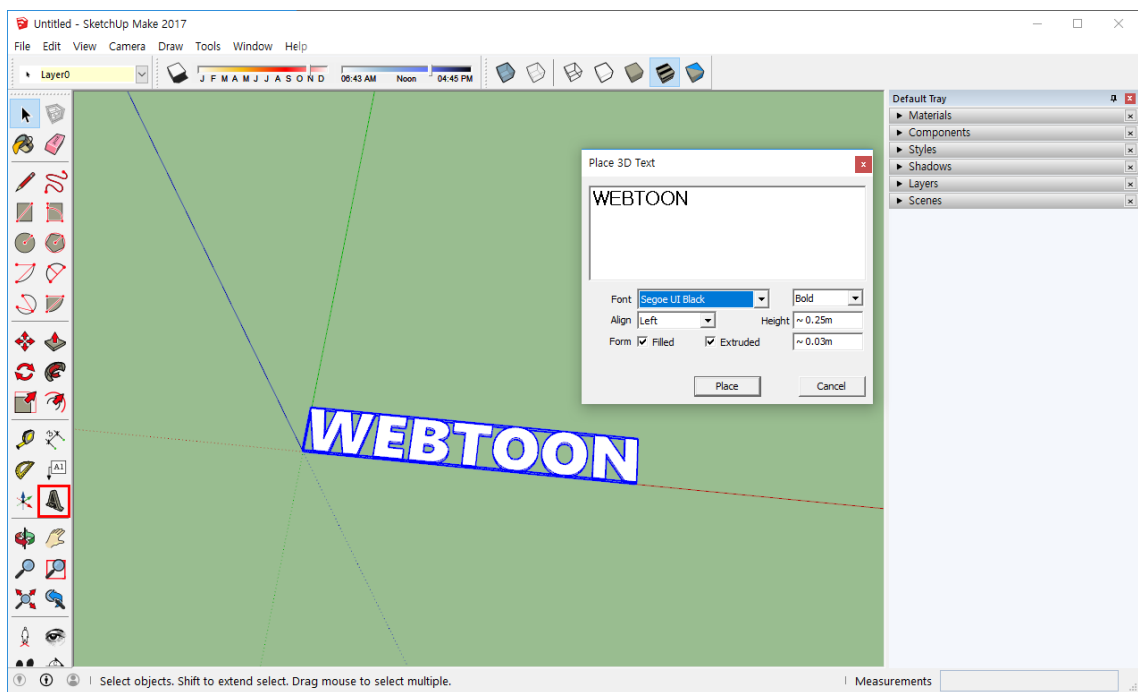 Untitled - SketchUp Make 2017
File Edit View Camera Draw Tools Window Help
Layer0
J F M A M J J A S O N D
06:43 AM Noon 04:45 PM
Default Tray
Materials
Components
Styles
Shadows
Layers
Scenes
Place 3D Text
WEBTOON
Font Segoe UI Black Bold
Align Left Height ~ 0.25m
Form Filled Extruded ~ 0.03m
Place Cancel
WEBTOON
A1
Select objects. Shift to extend select. Drag mouse to select multiple.
Measurements